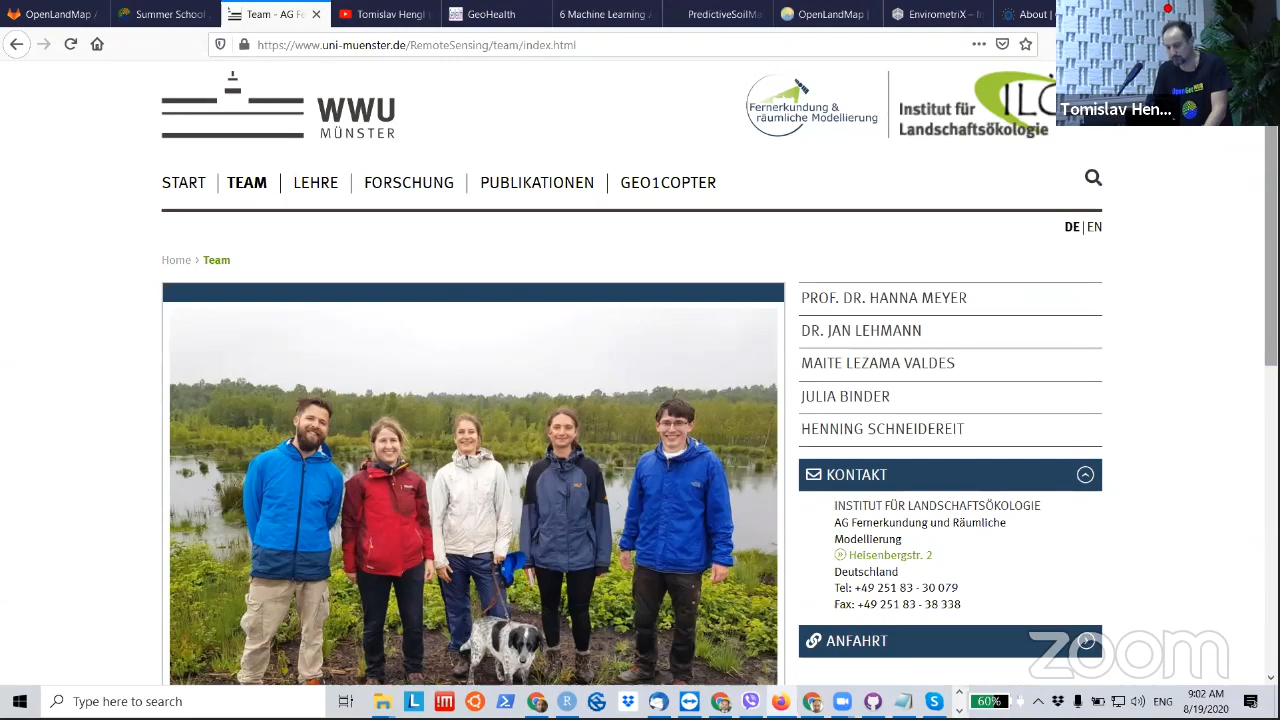 OpenLandMap
Summer School
Team - AG Fe
Tomislav Hengl
GeoHealth
6 Machine Learning
PredictiveSoilMa
OpenLandMap
EnvirometriX – 
About |
https://www.uni-muenster.de/RemoteSensing/team/index.html
Tomislav Hen...
WWU
MÜNSTER
Fernerkundung &
räumliche Modellierung
Institut für
Landschaftsökologie
ILÖ
START
TEAM
LEHRE
FORSCHUNG
PUBLIKATIONEN
GEO1COPTER
DE | EN
Home > Team
PROF. DR. HANNA MEYER
DR. JAN LEHMANN
MAITE LEZAMA VALDES
JULIA BINDER
HENNING SCHNEIDEREIT
KONTAKT
INSTITUT FÜR LANDSCHAFTSÖKOLOGIE
AG Fernerkundung und Räumliche
Modellierung
Heisenbergstr. 2
Deutschland
Tel: +49 251 83 - 30 079
Fax: +49 251 83 - 38 338
ANFAHRT
zoom
Type here to search
60%
9:02 AM
8/19/2020